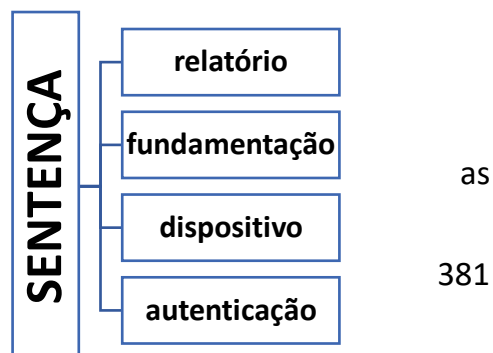 SENTENÇA
relatório
fundamentação
dispositivo
autenticação
as
381